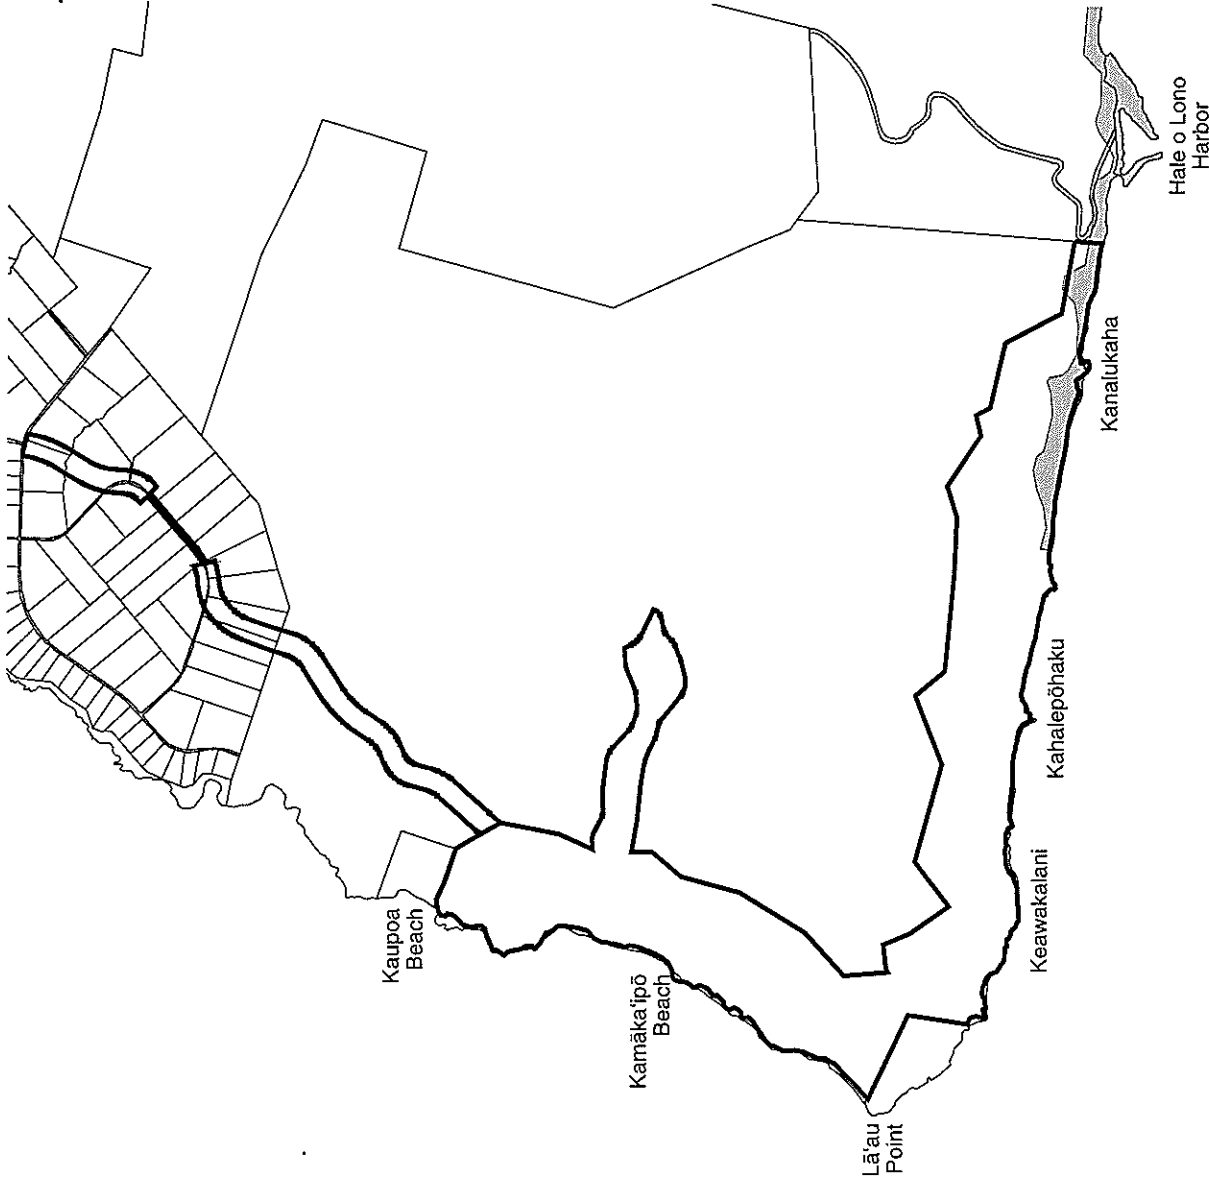 Kaupoa
Beach
Kamāka‘ipō
Beach
Lā‘au
Point
Keawakalani
Kahalepōhaku
Kanalukaha
Hale o Lono
Harbor